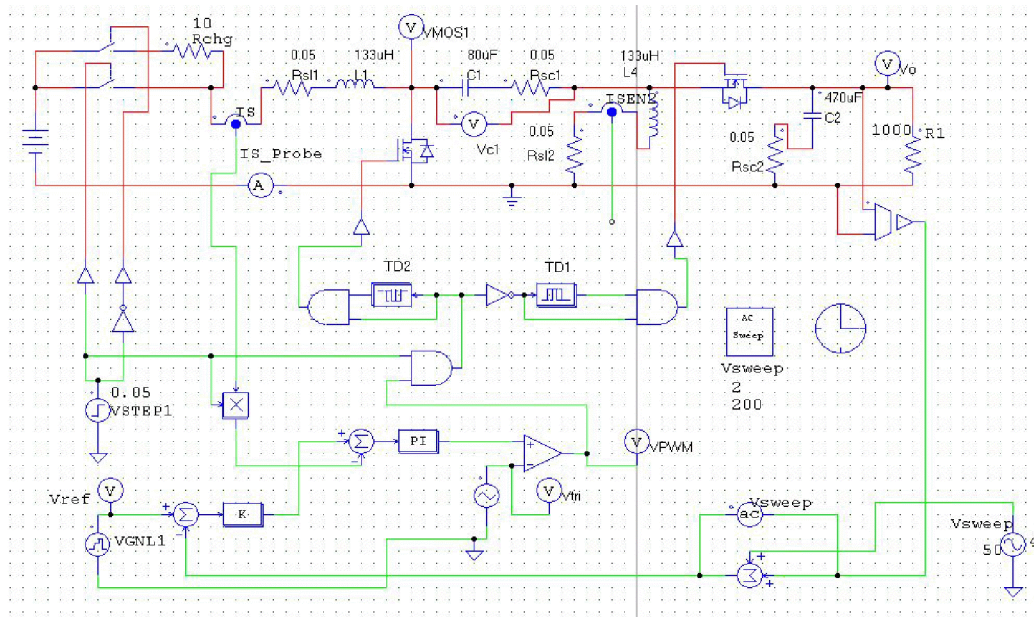 10
Rchg
V
VMOS1
0.05
Rsl1
133uH
L1
80uF
C1
0.05
Rsc1
133uH
L4
V
Vo
IS
V
Vc1
ISEN2
470uF
C2
IS_Probe
0.05
Rsl2
0.05
Rsc2
1000
R1
A
TD2
TD1
AC
Sweep
Vsweep
2
200
0.05
VSTEP1
X
Σ
PI
V
VPWM
Vref
V
V
Vtri
K
Σ
VGNL1
Vsweep
ac
Vsweep
50
Σ